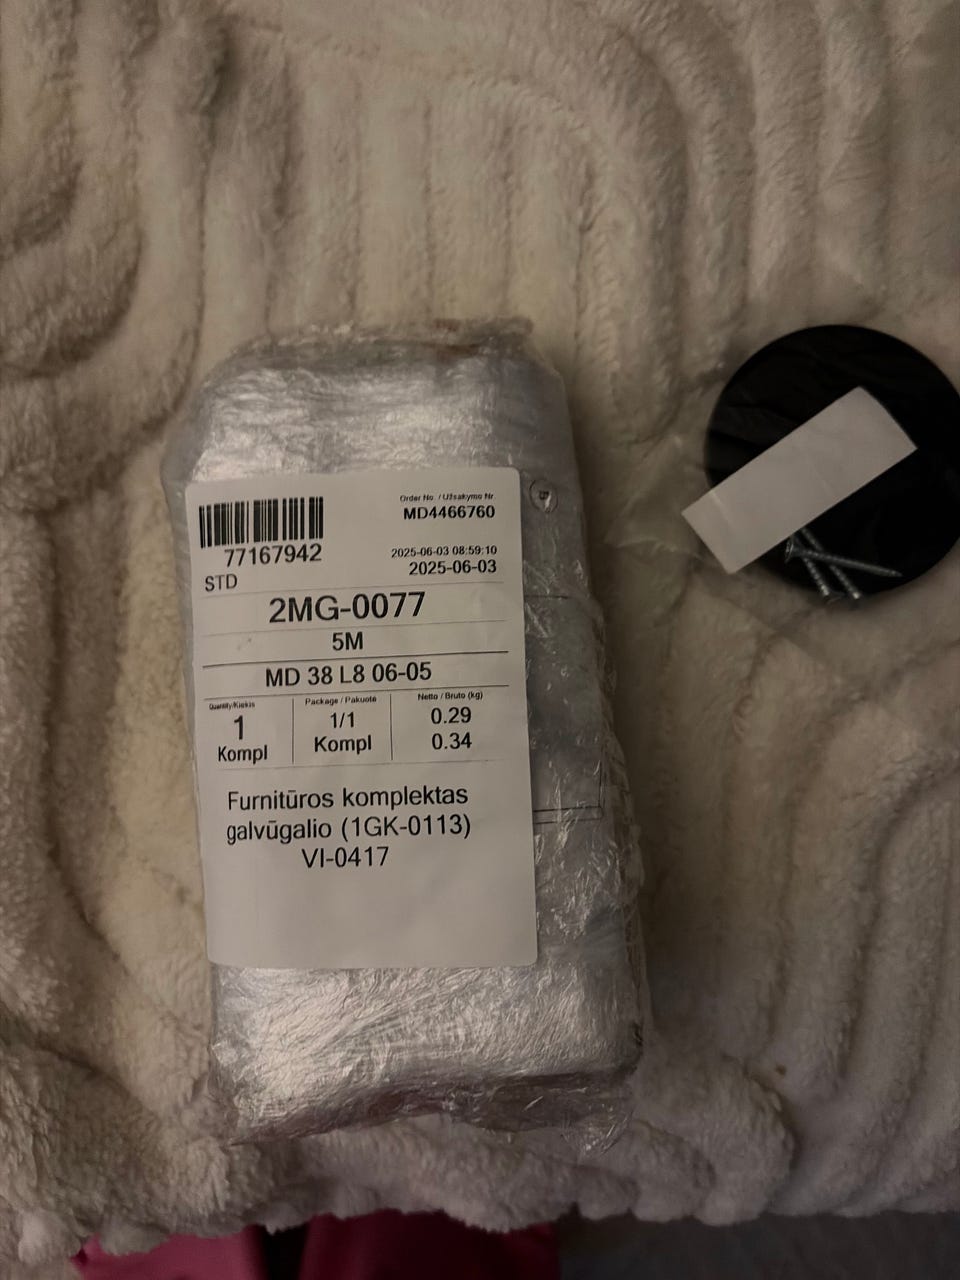 Order No. / Užsakymo Nr
MD4466760
77167942
2025-06-03 08:59:10
STD
2025-06-03
2MG-0077
5M
MD 38 L8 06-05
Quantity/Kiekis
Package / Pakuotė
Netto / Bruto (kg)
1
1/1
0.29
Kompl
Kompl
0.34
Furnitūros komplektas
galvūgalio (1GK-0113)
VI-0417